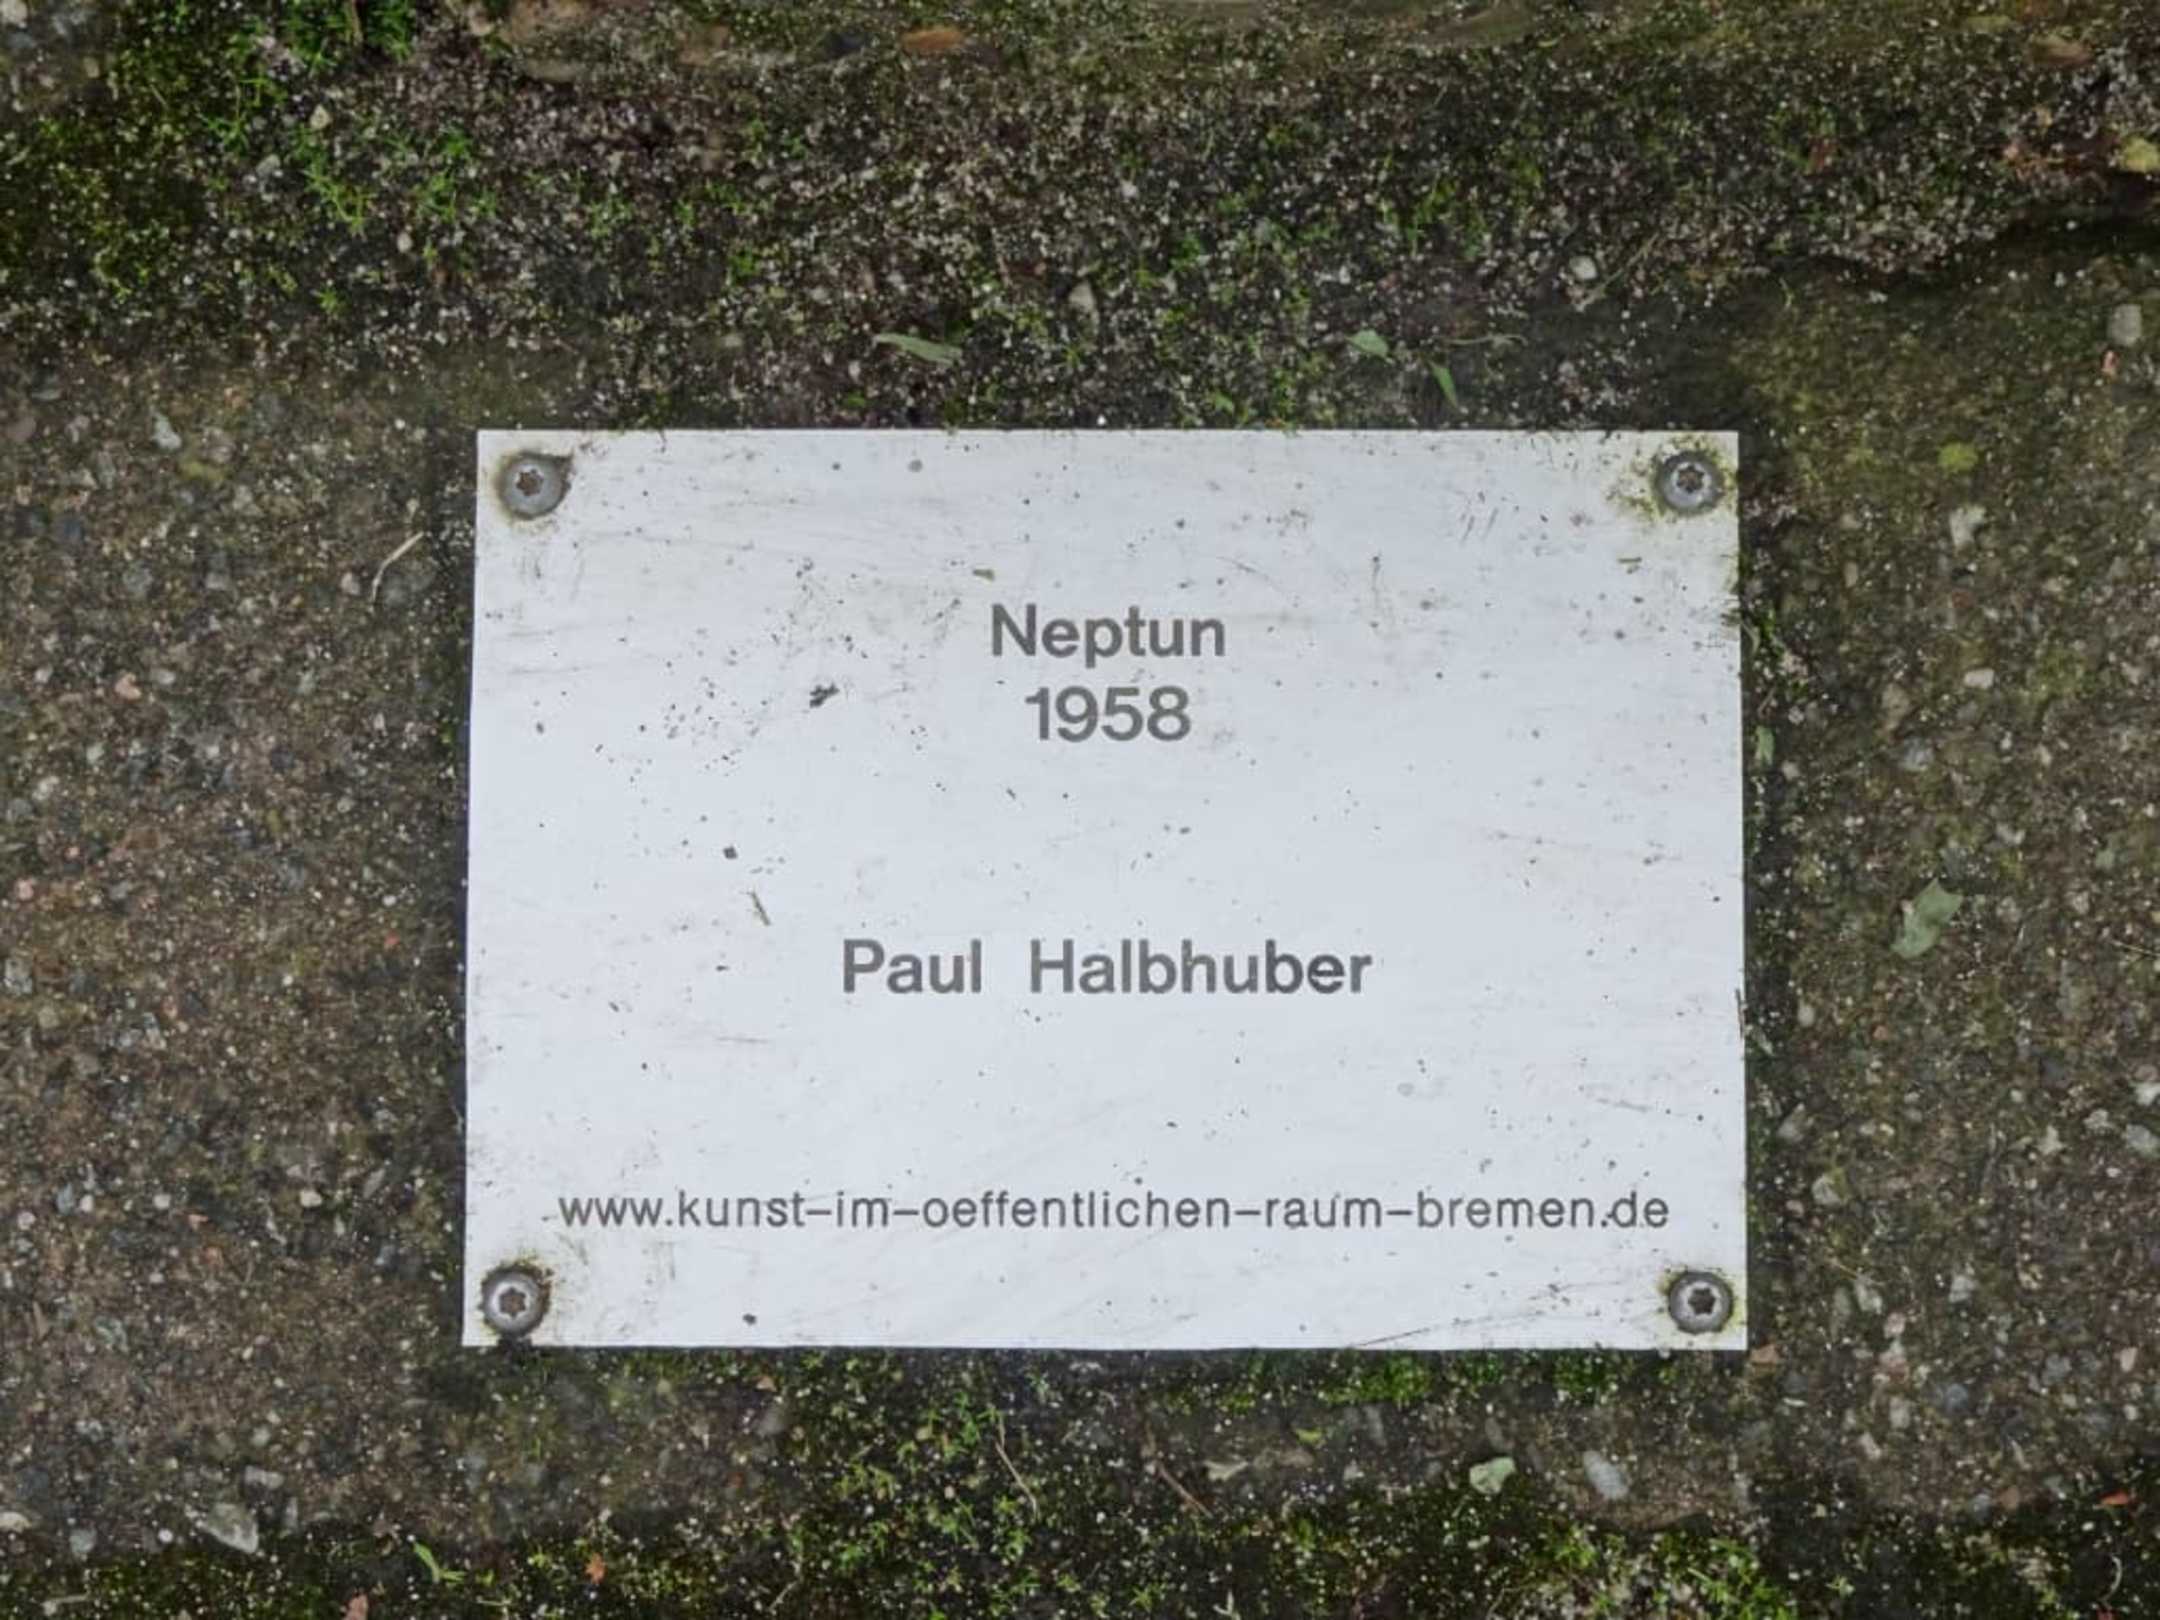 Neptun
1958
Paul Halbhuber
www.kunst-im-oeffentlichen-raum-bremen.de